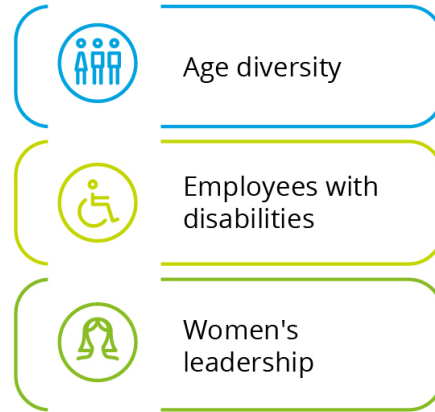 Age diversity
Employees with
disabilities
Women's
leadership